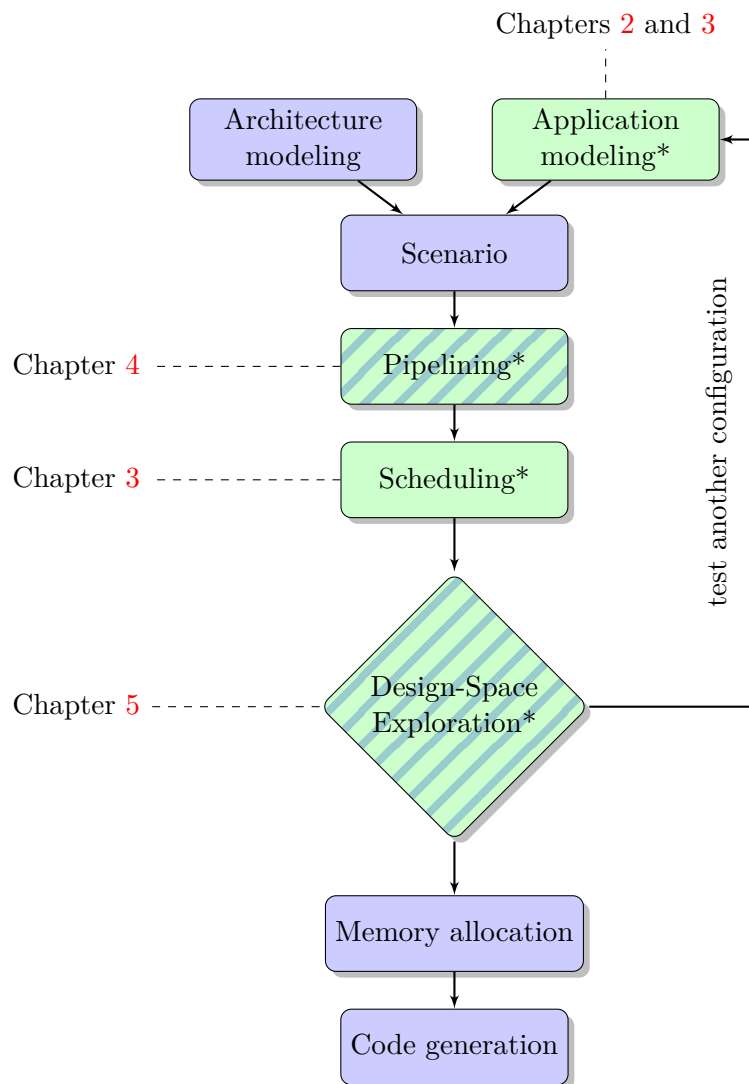 Chapters 2 and 3
Architecture
modeling
Application
modeling*
Scenario
Chapter 4
Pipelining*
Chapter 3
Scheduling*
test another configuration
Chapter 5
Design-Space
Exploration*
Memory allocation
Code generation